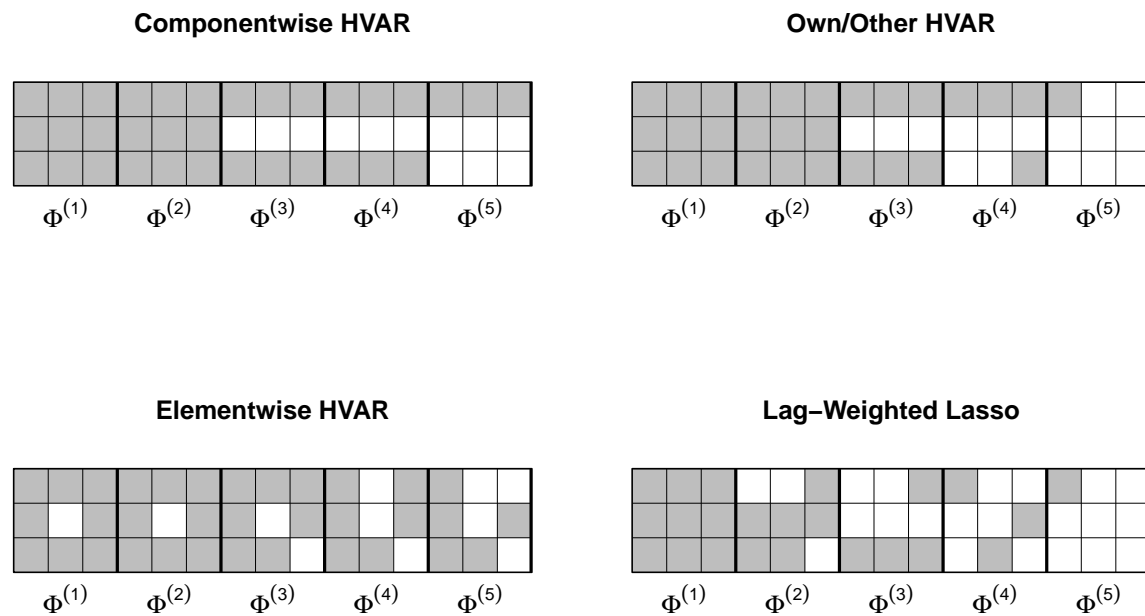 Componentwise HVAR
Own/Other HVAR
Φ(1) Φ(2) Φ(3) Φ(4) Φ(5)
Φ(1) Φ(2) Φ(3) Φ(4) Φ(5)
Elementwise HVAR
Lag−Weighted Lasso
Φ(1) Φ(2) Φ(3) Φ(4) Φ(5)
Φ(1) Φ(2) Φ(3) Φ(4) Φ(5)